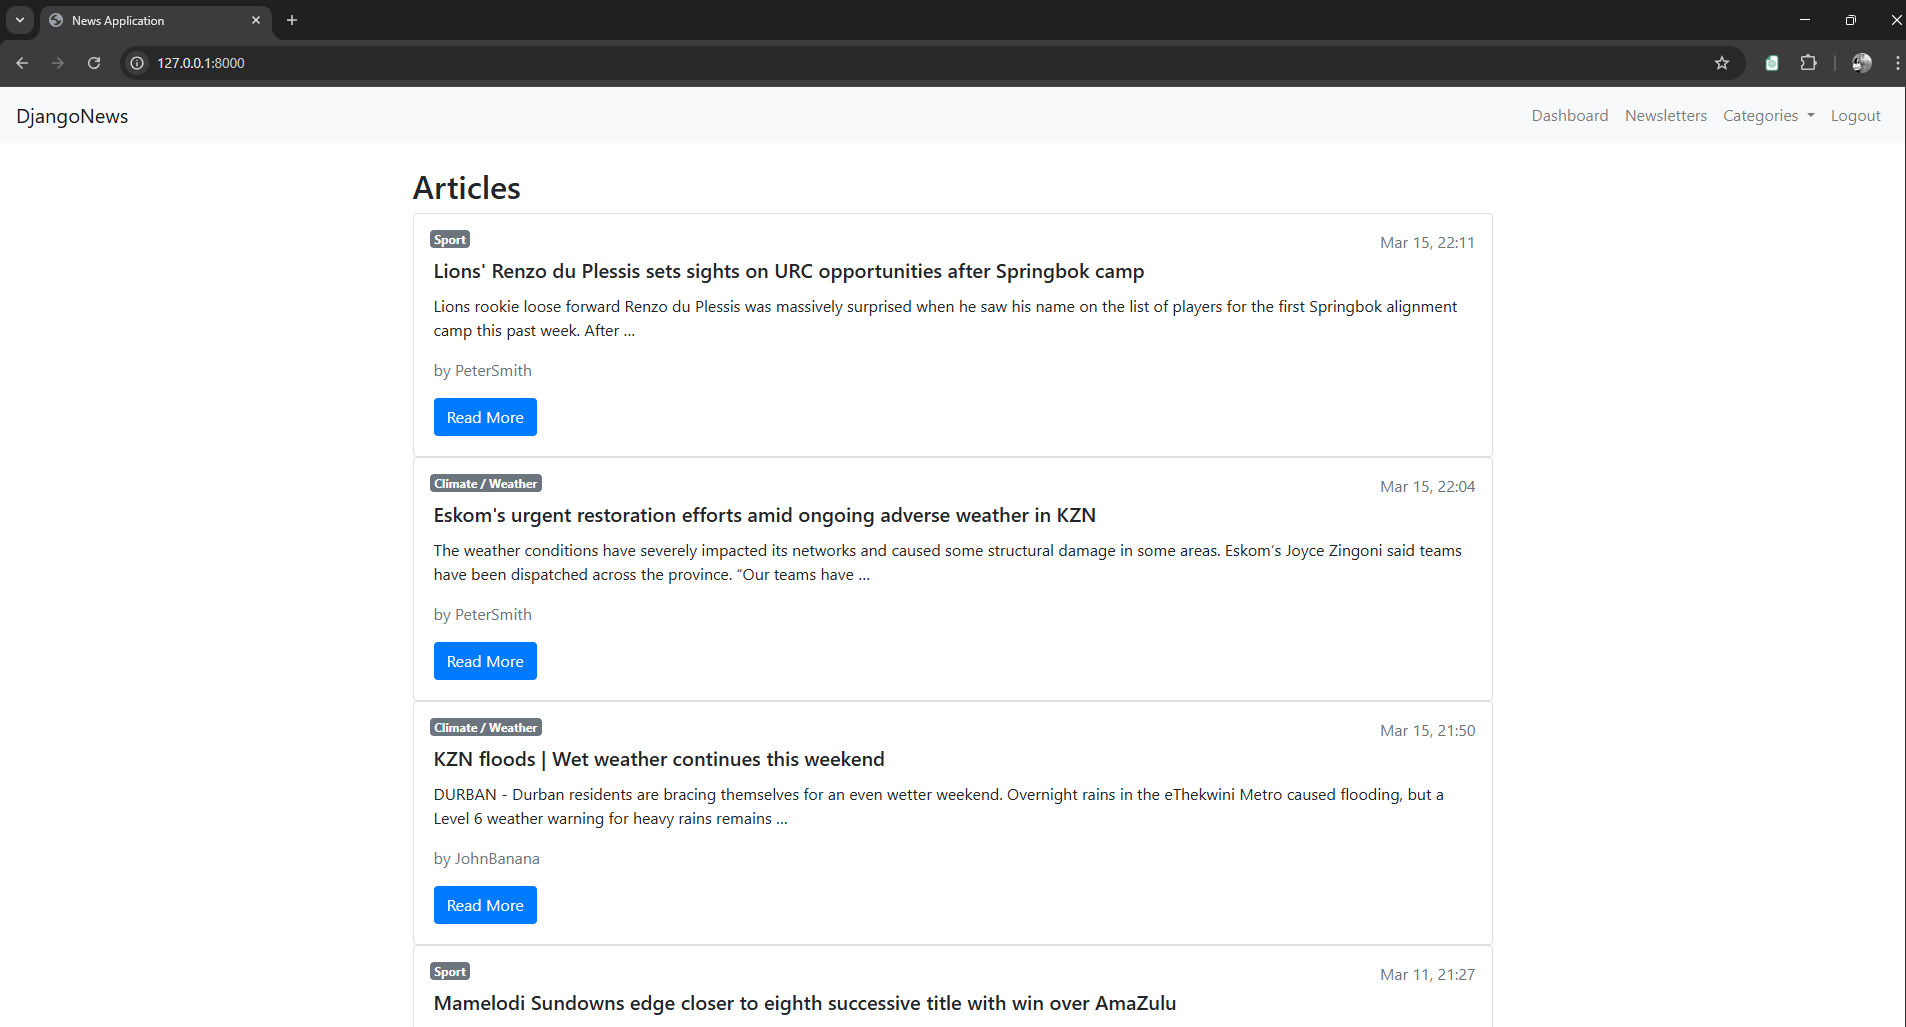 News Application
127.0.0.1:8000
DjangoNews
Dashboard Newsletters Categories Logout
Articles
Sport
Mar 15, 22:11
Lions' Renzo du Plessis sets sights on URC opportunities after Springbok camp
Lions rookie loose forward Renzo du Plessis was massively surprised when he saw his name on the list of players for the first Springbok alignment
camp this past week. After ...
by PeterSmith
Read More
Climate / Weather
Mar 15, 22:04
Eskom's urgent restoration efforts amid ongoing adverse weather in KZN
The weather conditions have severely impacted its networks and caused some structural damage in some areas. Eskom’s Joyce Zingoni said teams
have been dispatched across the province. “Our teams have ...
by PeterSmith
Read More
Climate / Weather
Mar 15, 21:50
KZN floods | Wet weather continues this weekend
DURBAN - Durban residents are bracing themselves for an even wetter weekend. Overnight rains in the eThekwini Metro caused flooding, but a
Level 6 weather warning for heavy rains remains ...
by JohnBanana
Read More
Sport
Mar 11, 21:27
Mamelodi Sundowns edge closer to eighth successive title with win over AmaZulu